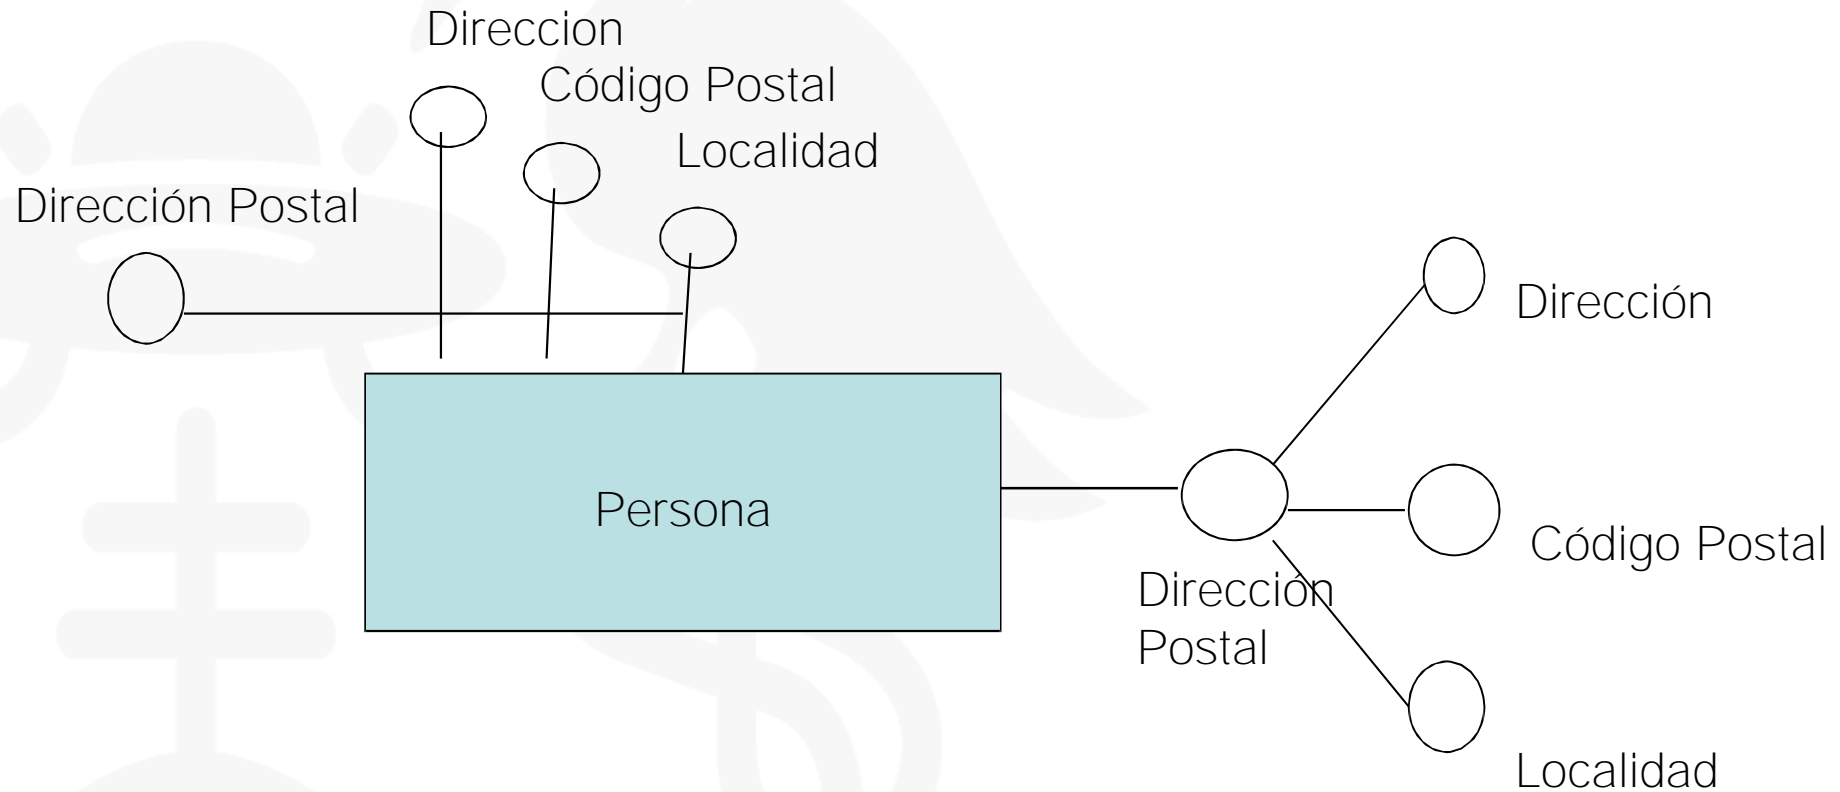 Direccion
Código Postal
Localidad
Dirección Postal
Dirección
Persona
Código Postal
Dirección
Postal
Localidad